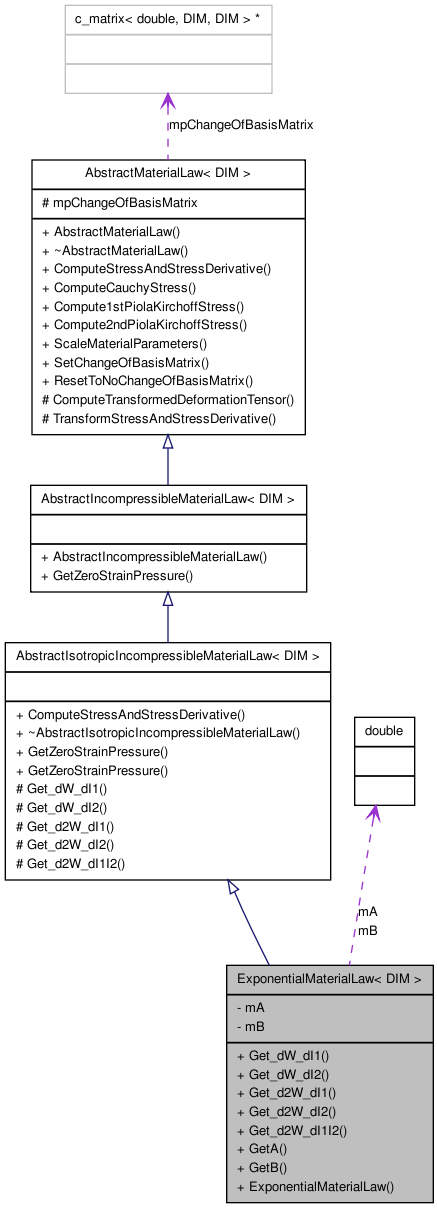 c_matrix< double, DIM, DIM > *
mpChangeOfBasisMatrix
AbstractMaterialLaw< DIM >
# mpChangeOfBasisMatrix
+ AbstractMaterialLaw()
+ ~AbstractMaterialLaw()
+ ComputeStressAndStressDerivative()
+ ComputeCauchyStress()
+ Compute1stPiolaKirchoffStress()
+ Compute2ndPiolaKirchoffStress()
+ ScaleMaterialParameters()
+ SetChangeOfBasisMatrix()
+ ResetToNoChangeOfBasisMatrix()
# ComputeTransformedDeformationTensor()
# TransformStressAndStressDerivative()
AbstractIncompressibleMaterialLaw< DIM >
+ AbstractIncompressibleMaterialLaw()
+ GetZeroStrainPressure()
AbstractIsotropicIncompressibleMaterialLaw< DIM >
+ ComputeStressAndStressDerivative()
+ ~AbstractIsotropicIncompressibleMaterialLaw()
+ GetZeroStrainPressure()
+ GetZeroStrainPressure()
# Get_dW_dI1()
# Get_dW_dI2()
# Get_d2W_dI1()
# Get_d2W_dI2()
# Get_d2W_dI1I2()
double
mA
mB
ExponentialMaterialLaw< DIM >
- mA
- mB
+ Get_dW_dI1()
+ Get_dW_dI2()
+ Get_d2W_dI1()
+ Get_d2W_dI2()
+ Get_d2W_dI1I2()
+ GetA()
+ GetB()
+ ExponentialMaterialLaw()